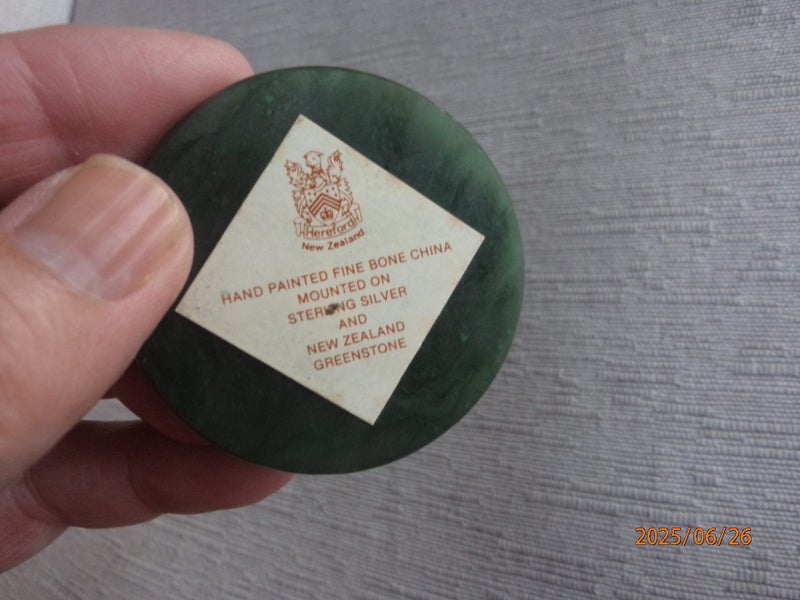 Hereford
New Zealand
HAND PAINTED FINE BONE CHINA
MOUNTED ON
STERLING SILVER
AND
NEW ZEALAND
GREENSTONE
2025/06/26